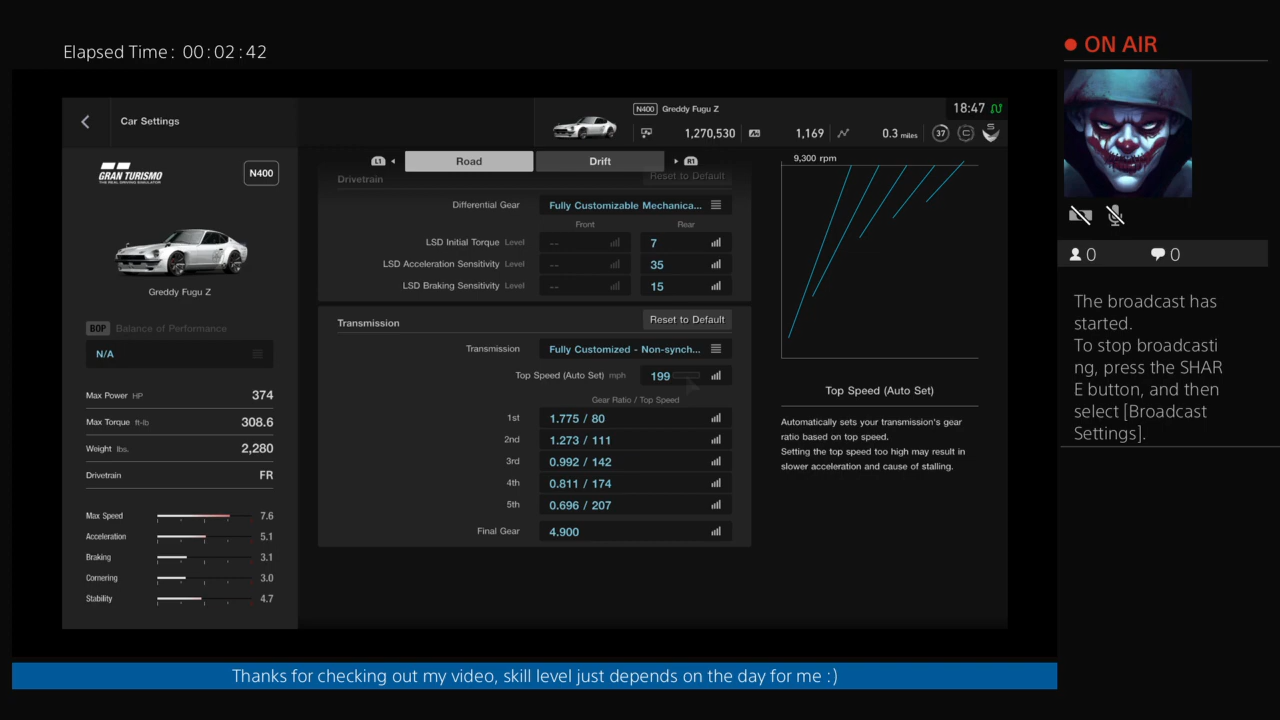 Elapsed Time: 00:02:42
ON AIR
Car Settings
N400 Greddy Fugu Z
1,270,530 1,169 0.3 miles 37 C S
18:47
GRAN TURISMO
THE REAL DRIVING SIMULATOR
N400
Greddy Fugu Z
BOP Balance of Performance
N/A
Max Power HP 374
Max Torque ft-lb 308.6
Weight lbs. 2,280
Drivetrain FR
Max Speed 7.6
Acceleration 5.1
Braking 3.1
Cornering 3.0
Stability 4.7
L1 Road Drift R1
Drivetrain Reset to Default
Differential Gear Fully Customizable Mechanica...
Front Rear
LSD Initial Torque Level -- 7
LSD Acceleration Sensitivity Level -- 35
LSD Braking Sensitivity Level -- 15
Transmission Reset to Default
Transmission Fully Customized - Non-synch...
Top Speed (Auto Set) mph 199
Gear Ratio / Top Speed
1st 1.775 / 80
2nd 1.273 / 111
3rd 0.992 / 142
4th 0.811 / 174
5th 0.696 / 207
Final Gear 4.900
9,300 rpm
Top Speed (Auto Set)
Automatically sets your transmission's gear
ratio based on top speed.
Setting the top speed too high may result in
slower acceleration and cause of stalling.
0 0
The broadcast has
started.
To stop broadcasti
ng, press the SHAR
E button, and then
select [Broadcast
Settings].
Thanks for checking out my video, skill level just depends on the day for me :)